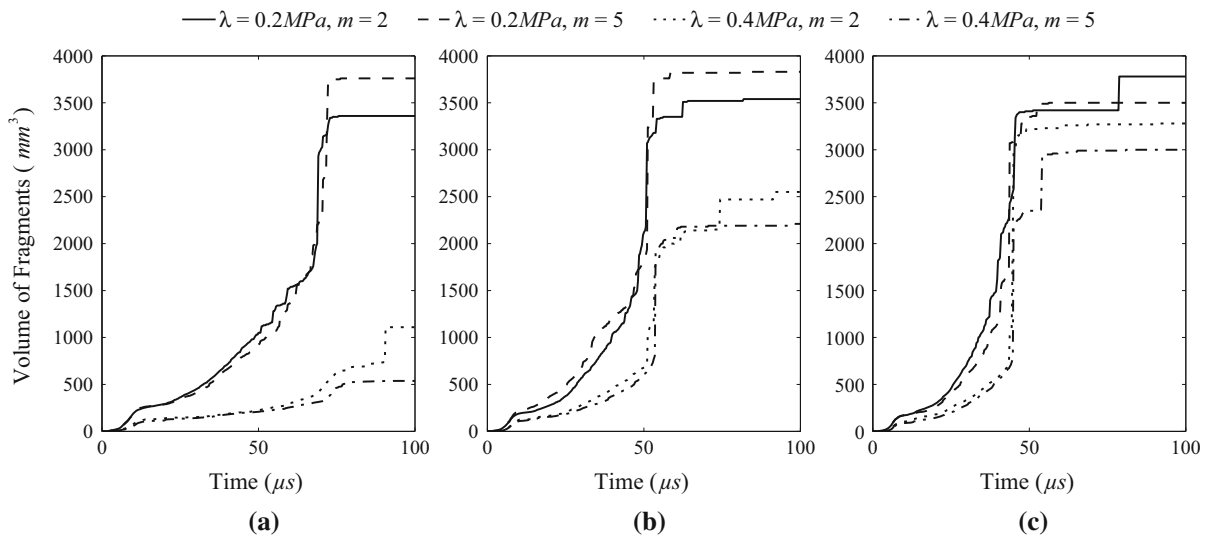 λ = 0.2MPa, m = 2 λ = 0.2MPa, m = 5 λ = 0.4MPa, m = 2 λ = 0.4MPa, m = 5
Volume of Fragments ( mm³ )
4000
3500
3000
2500
2000
1500
1000
500
0
0 50 100
Time (μs)
(a)
4000
3500
3000
2500
2000
1500
1000
500
0
0 50 100
Time (μs)
(b)
4000
3500
3000
2500
2000
1500
1000
500
0
0 50 100
Time (μs)
(c)